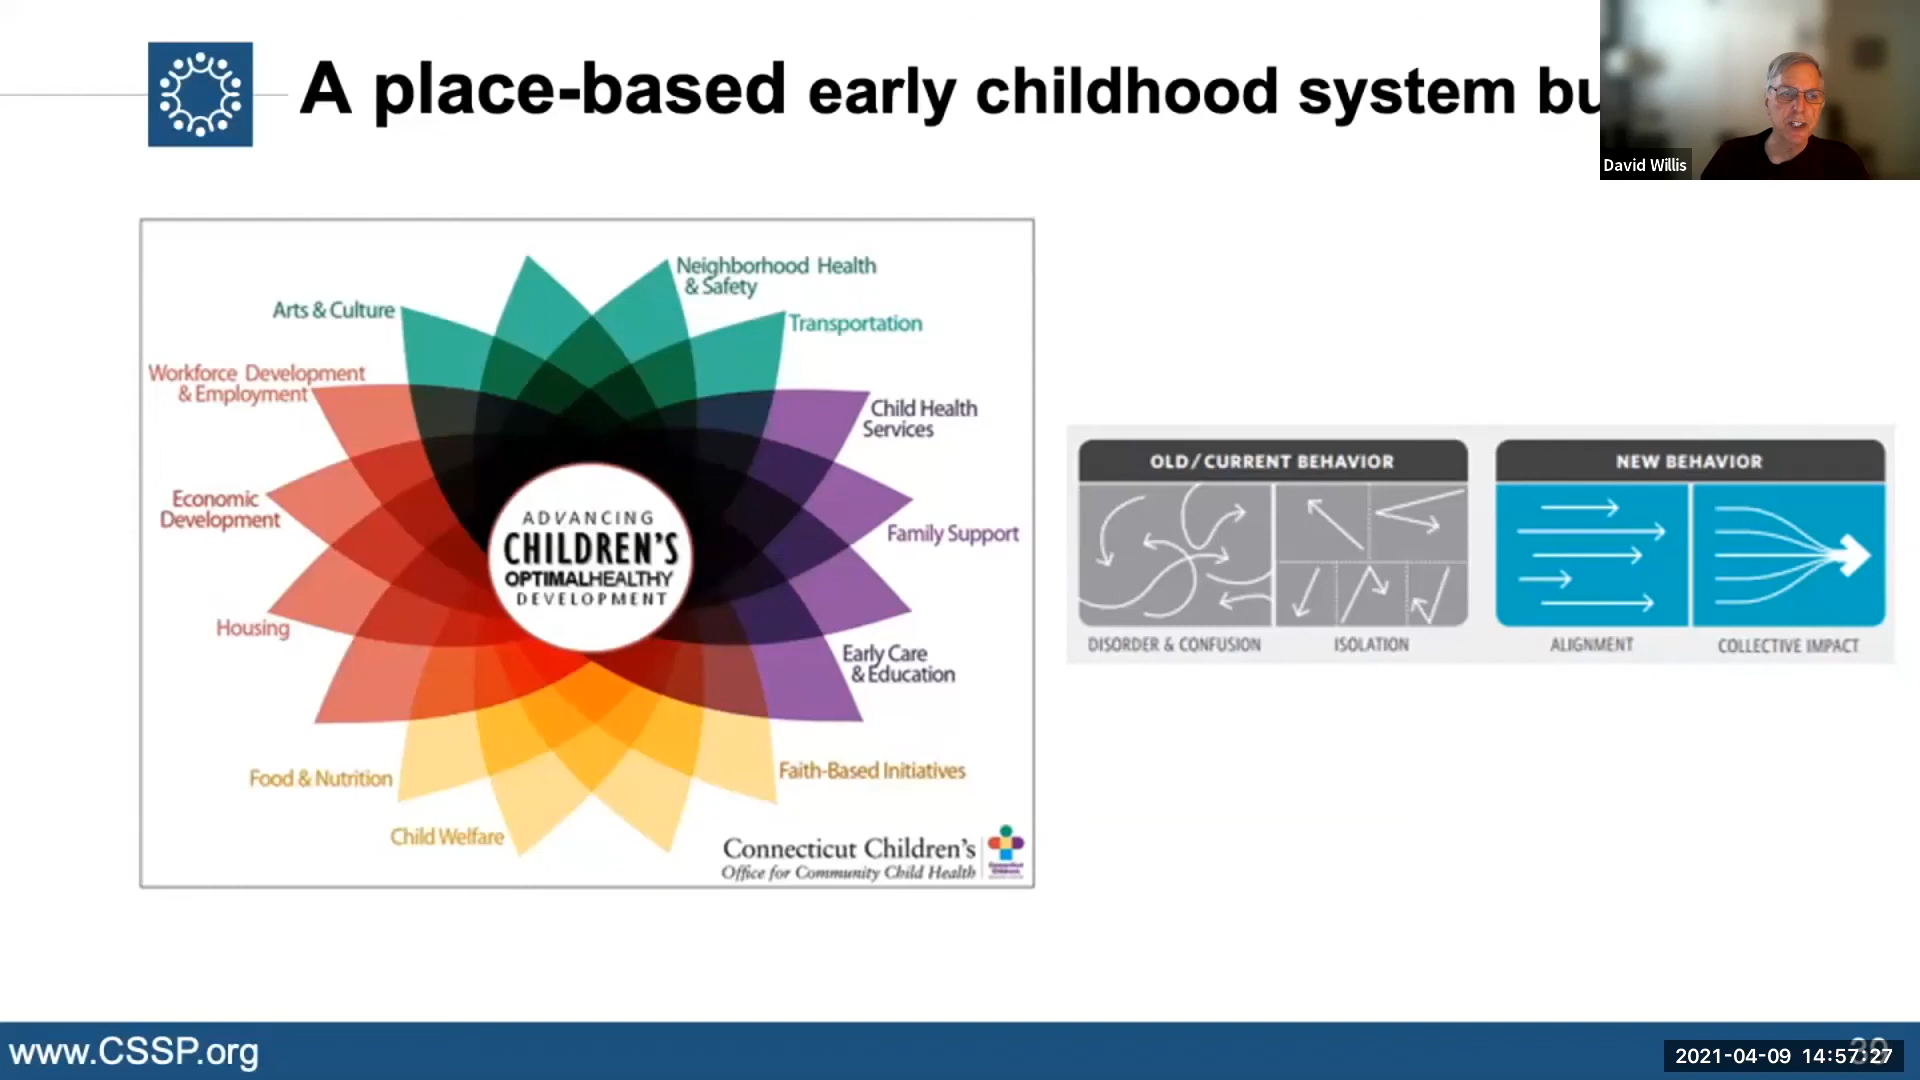 A place-based early childhood system bu
David Willis
Neighborhood Health
& Safety
Arts & Culture
Transportation
Workforce Development
& Employment
Child Health
Services
Economic
Development
Family Support
ADVANCING
CHILDREN'S
OPTIMALHEALTHY
DEVELOPMENT
Housing
Early Care
& Education
Food & Nutrition
Faith-Based Initiatives
Child Welfare
Connecticut Children's
Office for Community Child Health
OLD/CURRENT BEHAVIOR
NEW BEHAVIOR
DISORDER & CONFUSION
ISOLATION
ALIGNMENT
COLLECTIVE IMPACT
www.CSSP.org
2021-04-09 14:57:27